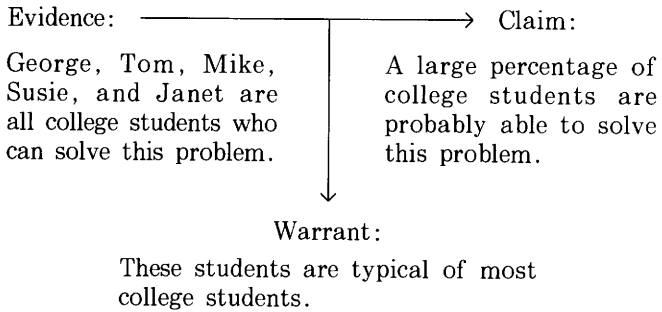 Evidence:
Claim:
George, Tom, Mike,
Susie, and Janet are
all college students who
can solve this problem.
A large percentage of
college students are
probably able to solve
this problem.
Warrant:
These students are typical of most
college students.